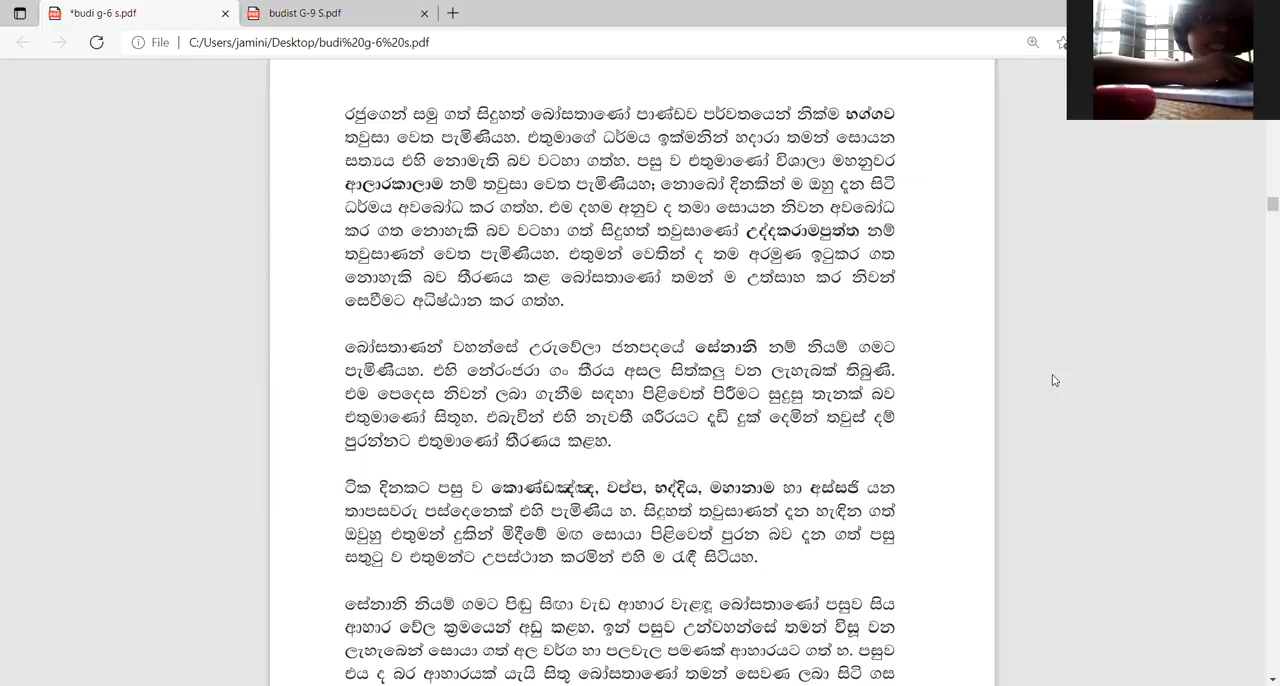 *budi g-6 s.pdf
budist G-9 S.pdf
File | C:/Users/jamini/Desktop/budi%20g-6%20s.pdf
රජුගෙන් සමු ගත් සිදුහත් බෝසතාණෝ පාණ්ඩව පර්වතයෙන් නික්ම භග්ගව
තවුසා වෙත පැමිණියහ. එතුමාගේ ධර්මය ඉක්මනින් හදාරා තමන් සොයන
සත්‍යය එහි නොමැති බව වටහා ගත්හ. පසු ව එතුමාණෝ විශාලා මහනුවර
ආලාරකාලාම නම් තවුසා වෙත පැමිණියහ; නොබෝ දිනකින් ම ඔහු දැන සිටි
ධර්මය අවබෝධ කර ගත්හ. එම දහම අනුව ද තමා සොයන නිවන අවබෝධ
කර ගත නොහැකි බව වටහා ගත් සිදුහත් තවුසාණෝ උද්දකරාමපුත්ත නම්
තවුසාණන් වෙත පැමිණියහ. එතුමන් වෙතින් ද තම අරමුණ ඉටුකර ගත
නොහැකි බව තීරණය කළ බෝසතාණෝ තමන් ම උත්සාහ කර නිවන්
සෙවීමට අධිෂ්ඨාන කර ගත්හ.
බෝසතාණන් වහන්සේ උරුවේලා ජනපදයේ සේනානි නම් නියම් ගමට
පැමිණියහ. එහි නේරංජරා ගං තීරය අසල සිත්කලු වන ලැහැබක් තිබුණි.
එම පෙදෙස නිවන් ලබා ගැනීම සඳහා පිළිවෙත් පිරීමට සුදුසු තැනක් බව
එතුමාණෝ සිතූහ. එබැවින් එහි නැවතී ශරීරයට දැඩි දුක් දෙමින් තවුස් දම්
පුරන්නට එතුමාණෝ තීරණය කළහ.
ටික දිනකට පසු ව කොණ්ඩඤ්ඤ, වප්ප, භද්දිය, මහානාම හා අස්සජි යන
තාපසවරු පස්දෙනෙක් එහි පැමිණිය හ. සිදුහත් තවුසාණන් දැන හැඳින ගත්
ඔවුහු එතුමන් දුකින් මිදීමේ මඟ සොයා පිළිවෙත් පුරන බව දැන ගත් පසු
සතුටු ව එතුමන්ට උපස්ථාන කරමින් එහි ම රැඳී සිටියහ.
සේනානි නියම් ගමට පිඬු සිඟා වැඩ ආහාර වැළඳූ බෝසතාණෝ පසුව සිය
ආහාර වේල ක්‍රමයෙන් අඩු කළහ. ඉන් පසුව උන්වහන්සේ තමන් විසූ වන
ලැහැබෙන් සොයා ගත් අල වර්ග හා පලවැල පමණක් ආහාරයට ගත් හ. පසුව
එය ද බර ආහාරයක් යැයි සිතූ බෝසතාණෝ තමන් සෙවණ ලබා සිටි ගස